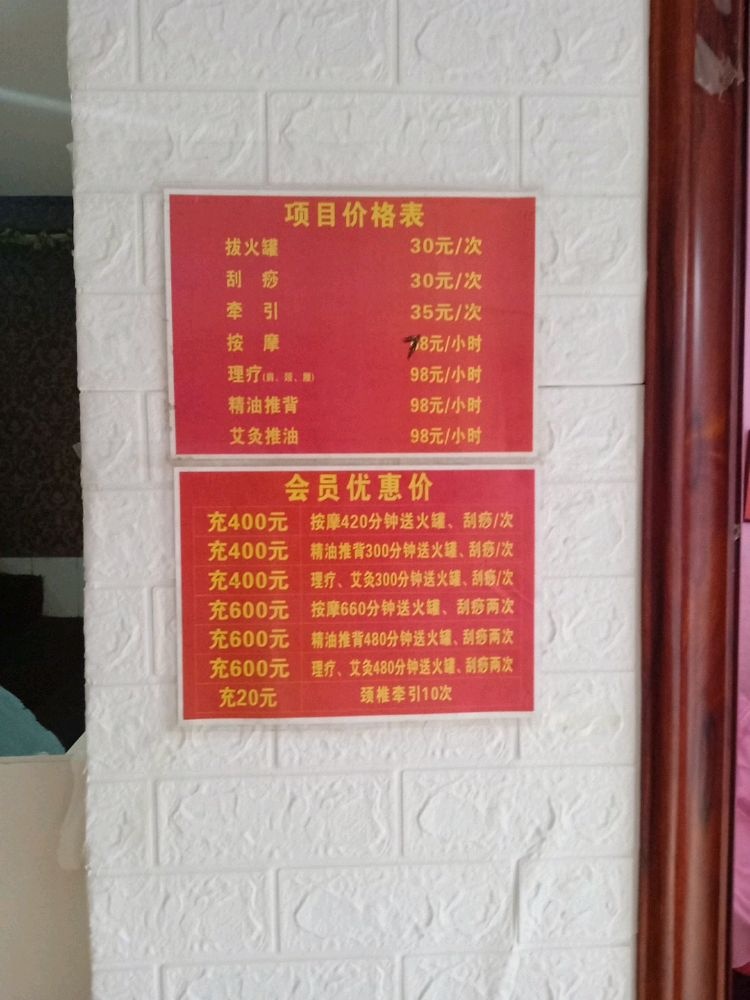 项目价格表
拔火罐 30元/次
刮 痧 30元/次
牵 引 35元/次
按 摩 78元/小时
理疗(肩、颈、腰) 98元/小时
精油推背 98元/小时
艾灸推油 98元/小时
会员优惠价
充400元 按摩420分钟送火罐、刮痧/次
充400元 精油推背300分钟送火罐、刮痧/次
充400元 理疗、艾灸300分钟送火罐、刮痧/次
充600元 按摩660分钟送火罐、刮痧两次
充600元 精油推背480分钟送火罐、刮痧两次
充600元 理疗、艾灸480分钟送火罐、刮痧两次
充20元 颈椎牵引10次